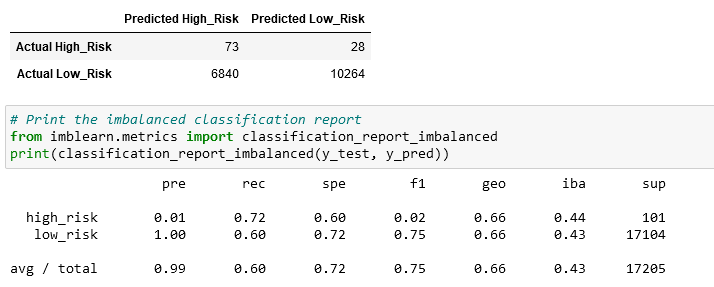 Predicted High_Risk Predicted Low_Risk
Actual High_Risk 73 28
Actual Low_Risk 6840 10264
# Print the imbalanced classification report
from imblearn.metrics import classification_report_imbalanced
print(classification_report_imbalanced(y_test, y_pred))
pre rec spe f1 geo iba sup
high_risk 0.01 0.72 0.60 0.02 0.66 0.44 101
low_risk 1.00 0.60 0.72 0.75 0.66 0.43 17104
avg / total 0.99 0.60 0.72 0.75 0.66 0.43 17205